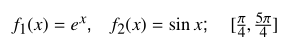 f₁(x) = eˣ, f₂(x) = sin x; [π/4, 5π/4]